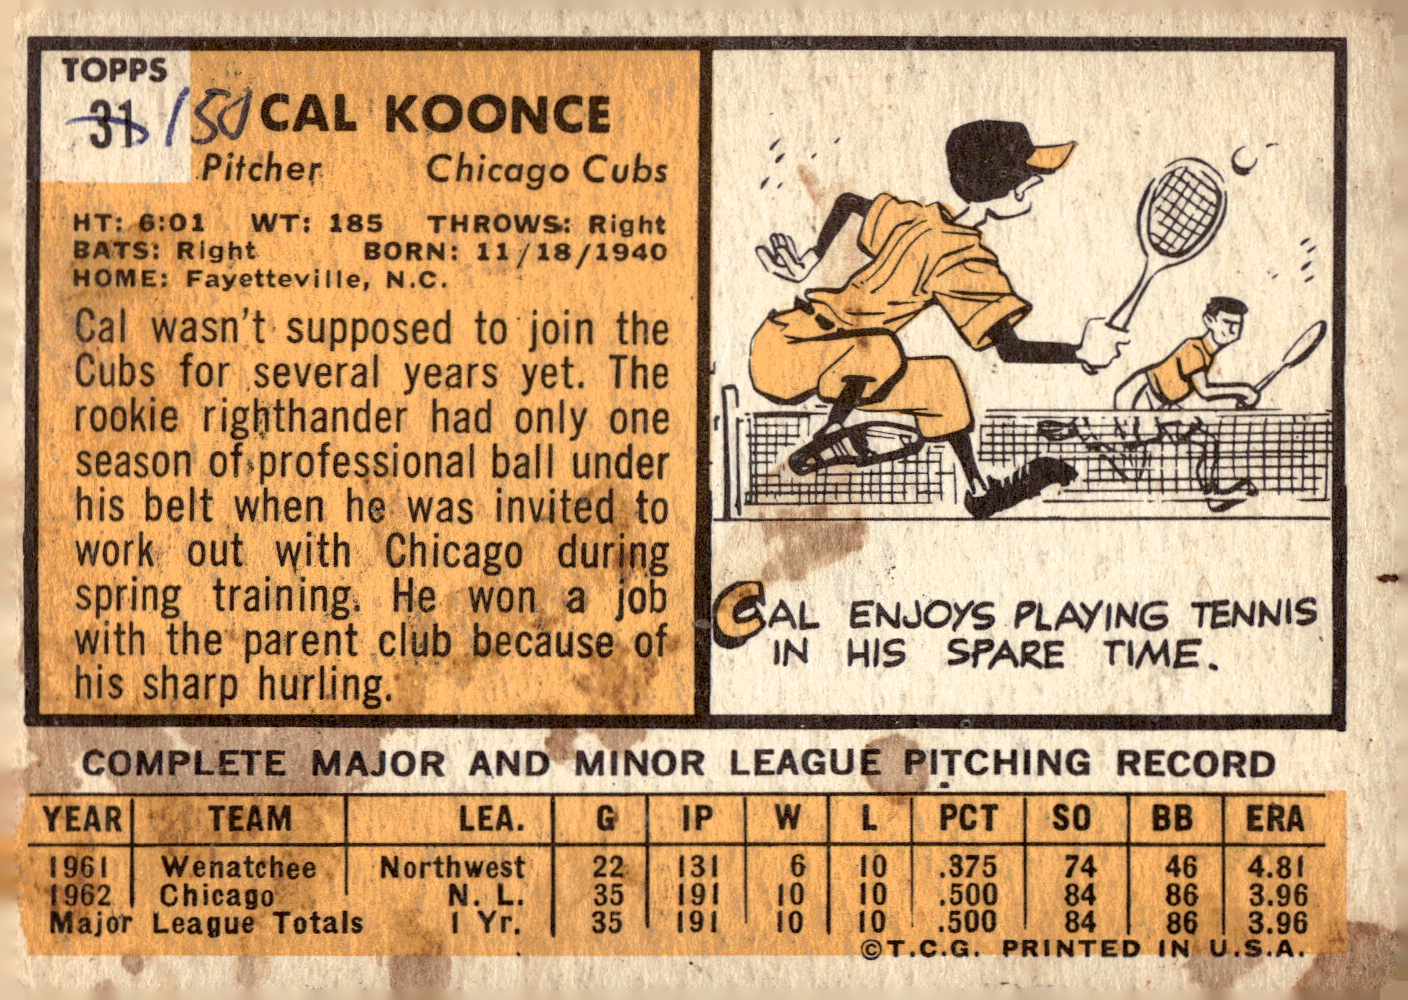 TOPPS
31 150 CAL KOONCE
Pitcher Chicago Cubs
HT: 6:01 WT: 185 THROWS: Right
BATS: Right BORN: 11/18/1940
HOME: Fayetteville, N.C.
Cal wasn't supposed to join the
Cubs for several years yet. The
rookie righthander had only one
season of professional ball under
his belt when he was invited to
work out with Chicago during
spring training. He won a job
with the parent club because of
his sharp hurling.
CAL ENJOYS PLAYING TENNIS
IN HIS SPARE TIME.
COMPLETE MAJOR AND MINOR LEAGUE PITCHING RECORD
YEAR TEAM LEA. G IP W L PCT SO BB ERA
1961 Wenatchee Northwest 22 131 6 10 .375 74 46 4.81
1962 Chicago N. L. 35 191 10 10 .500 84 86 3.96
Major League Totals 1 Yr. 35 191 10 10 .500 84 86 3.96
©T.C.G. PRINTED IN U.S.A.